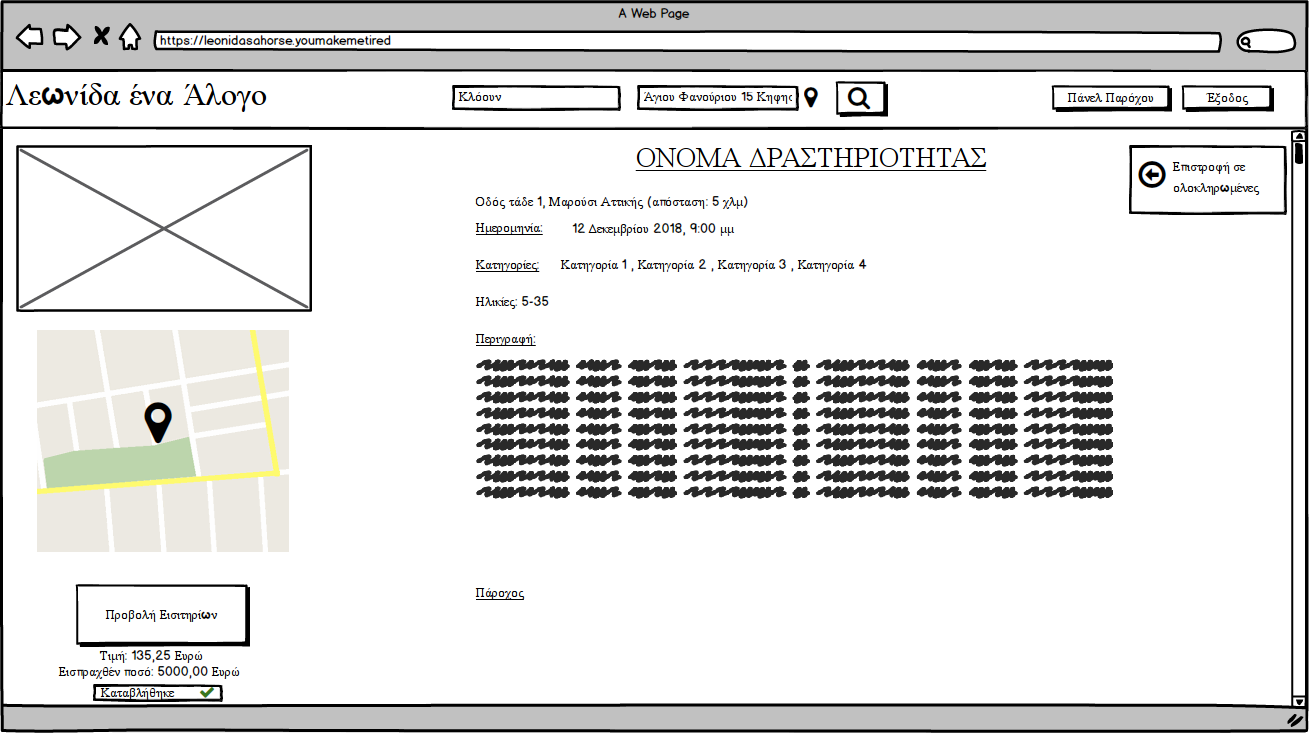 A Web Page
https://leonidasahorse.youmakemetired
Λεωνίδα ένα Άλογο
Κλόουν
Άγιου Φανούριου 15 Κηφης
Πάνελ Παρόχου
Έξοδος
ΟΝΟΜΑ ΔΡΑΣΤΗΡΙΟΤΗΤΑΣ
Επιστροφή σε
ολοκληρωμένες
Οδός τάδε 1, Μαρούσι Αττικής (απόσταση: 5 χλμ)
Ημερομηνία: 12 Δεκεμβρίου 2018, 9:00 μμ
Κατηγορίες: Κατηγορία 1 , Κατηγορία 2 , Κατηγορία 3 , Κατηγορία 4
Ηλικίες: 5-35
Περιγραφή:
Πάροχος
Προβολή Εισιτηρίων
Τιμή: 135,25 Ευρώ
Εισπραχθέν ποσό: 5000,00 Ευρώ
Καταβλήθηκε